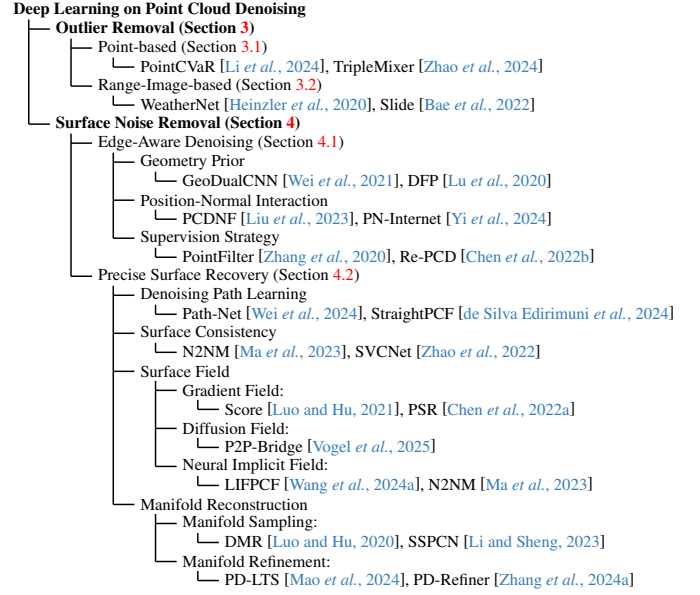 Deep Learning on Point Cloud Denoising
Outlier Removal (Section 3)
Point-based (Section 3.1)
PointCVaR [Li et al., 2024], TripleMixer [Zhao et al., 2024]
Range-Image-based (Section 3.2)
WeatherNet [Heinzler et al., 2020], Slide [Bae et al., 2022]
Surface Noise Removal (Section 4)
Edge-Aware Denoising (Section 4.1)
Geometry Prior
GeoDualCNN [Wei et al., 2021], DFP [Lu et al., 2020]
Position-Normal Interaction
PCDNF [Liu et al., 2023], PN-Internet [Yi et al., 2024]
Supervision Strategy
PointFilter [Zhang et al., 2020], Re-PCD [Chen et al., 2022b]
Precise Surface Recovery (Section 4.2)
Denoising Path Learning
Path-Net [Wei et al., 2024], StraightPCF [de Silva Edirimuni et al., 2024]
Surface Consistency
N2NM [Ma et al., 2023], SVCNet [Zhao et al., 2022]
Surface Field
Gradient Field:
Score [Luo and Hu, 2021], PSR [Chen et al., 2022a]
Diffusion Field:
P2P-Bridge [Vogel et al., 2025]
Neural Implicit Field:
LIFPCF [Wang et al., 2024a], N2NM [Ma et al., 2023]
Manifold Reconstruction
Manifold Sampling:
DMR [Luo and Hu, 2020], SSPCN [Li and Sheng, 2023]
Manifold Refinement:
PD-LTS [Mao et al., 2024], PD-Refiner [Zhang et al., 2024a]